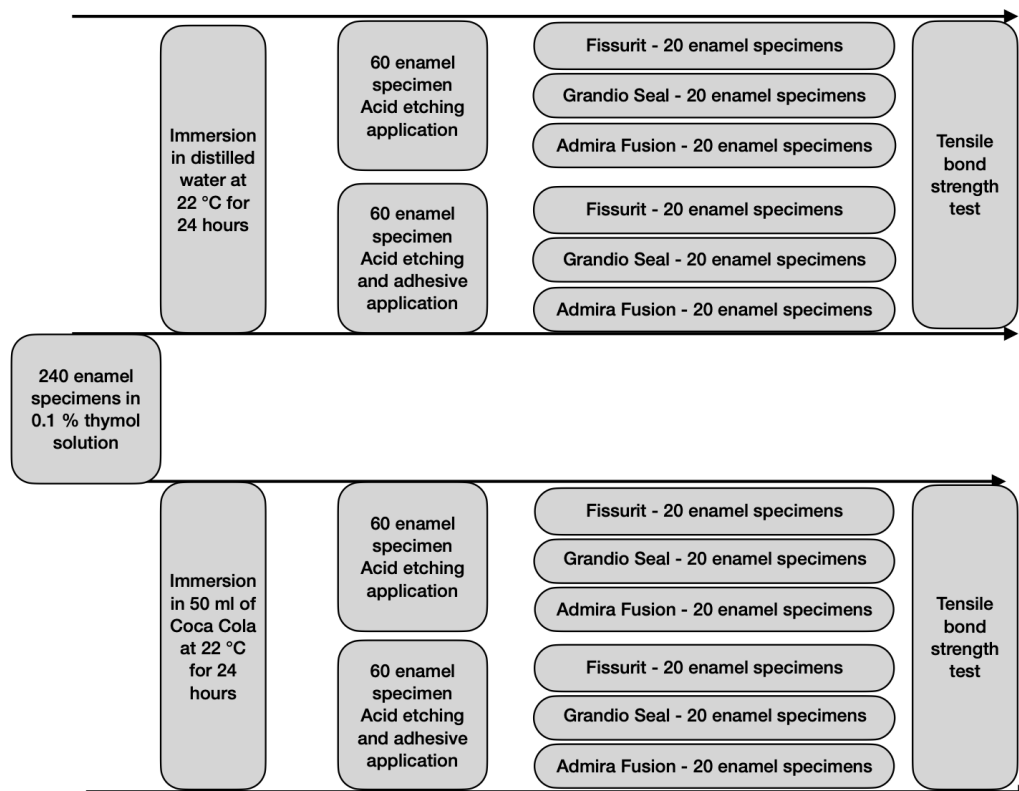 Immersion
in distilled
water at
22 °C for
24 hours
60 enamel
specimen
Acid etching
application
60 enamel
specimen
Acid etching
and adhesive
application
Fissurit - 20 enamel specimens
Grandio Seal - 20 enamel specimens
Admira Fusion - 20 enamel specimens
Fissurit - 20 enamel specimens
Grandio Seal - 20 enamel specimens
Admira Fusion - 20 enamel specimens
Tensile
bond
strength
test
240 enamel
specimens in
0.1 % thymol
solution
Immersion
in 50 ml of
Coca Cola
at 22 °C
for 24
hours
60 enamel
specimen
Acid etching
application
60 enamel
specimen
Acid etching
and adhesive
application
Fissurit - 20 enamel specimens
Grandio Seal - 20 enamel specimens
Admira Fusion - 20 enamel specimens
Fissurit - 20 enamel specimens
Grandio Seal - 20 enamel specimens
Admira Fusion - 20 enamel specimens
Tensile
bond
strength
test